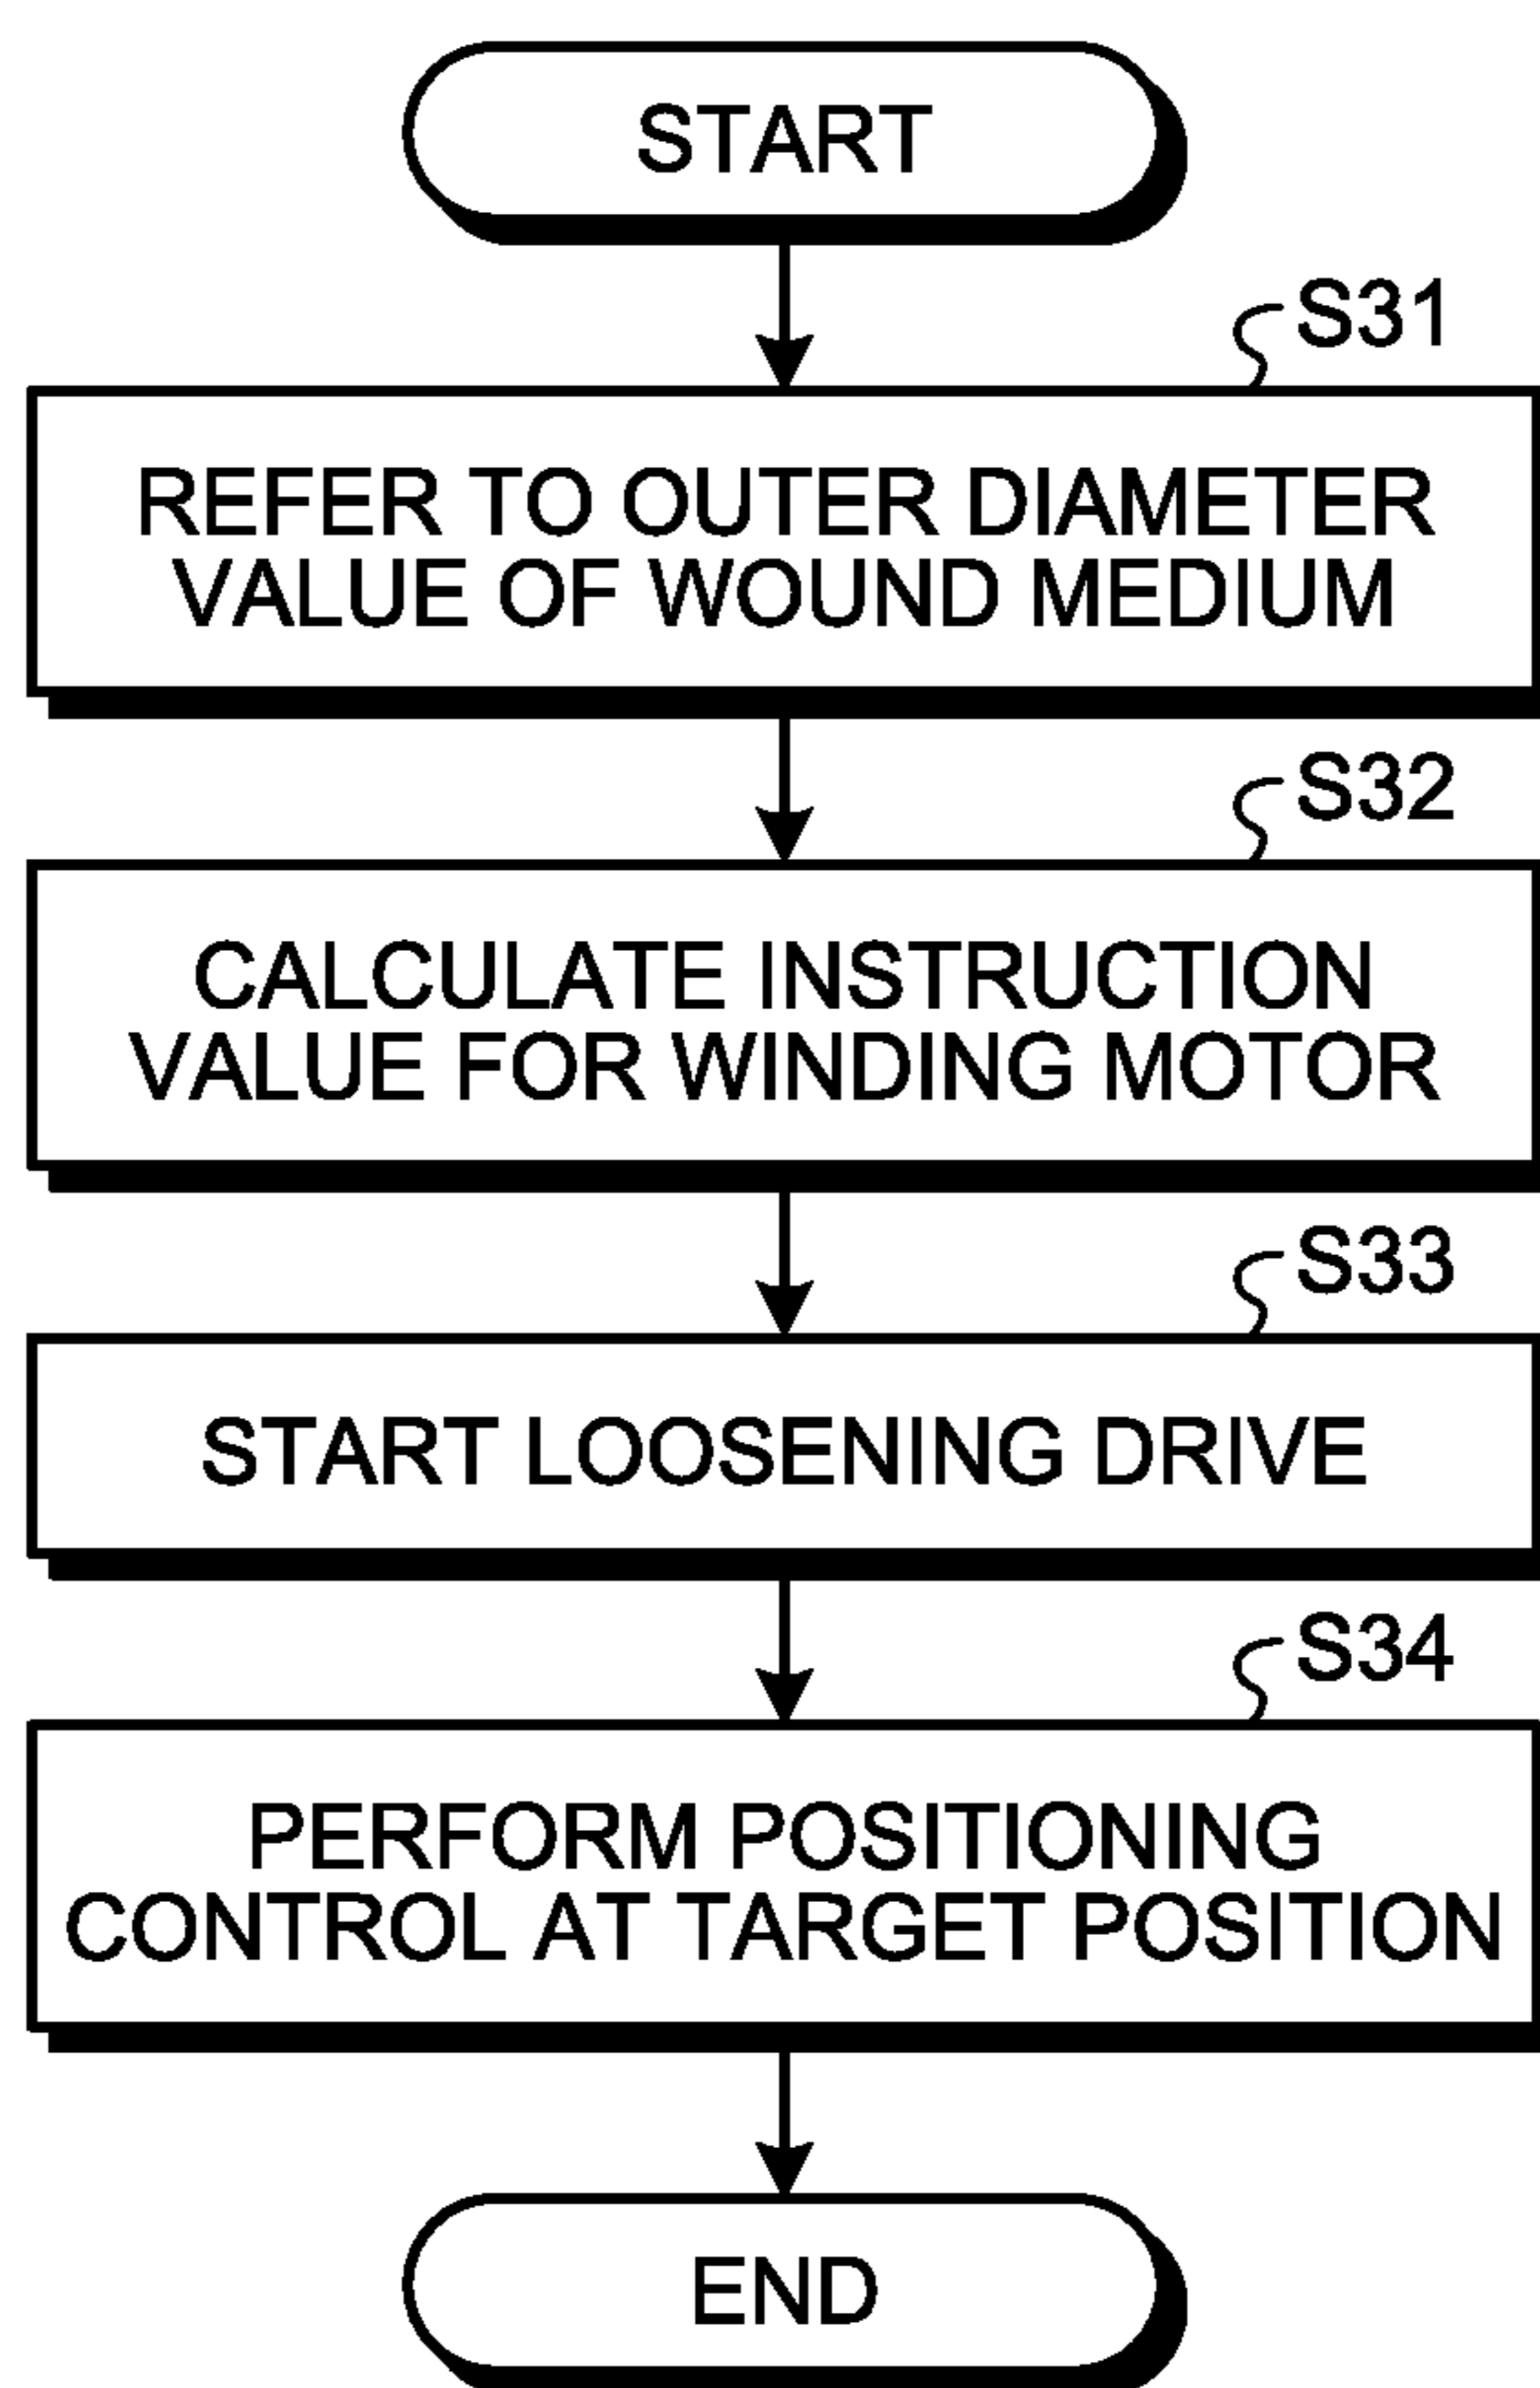 START
S31
REFER TO OUTER DIAMETER
VALUE OF WOUND MEDIUM
S32
CALCULATE INSTRUCTION
VALUE FOR WINDING MOTOR
S33
START LOOSENING DRIVE
S34
PERFORM POSITIONING
CONTROL AT TARGET POSITION
END